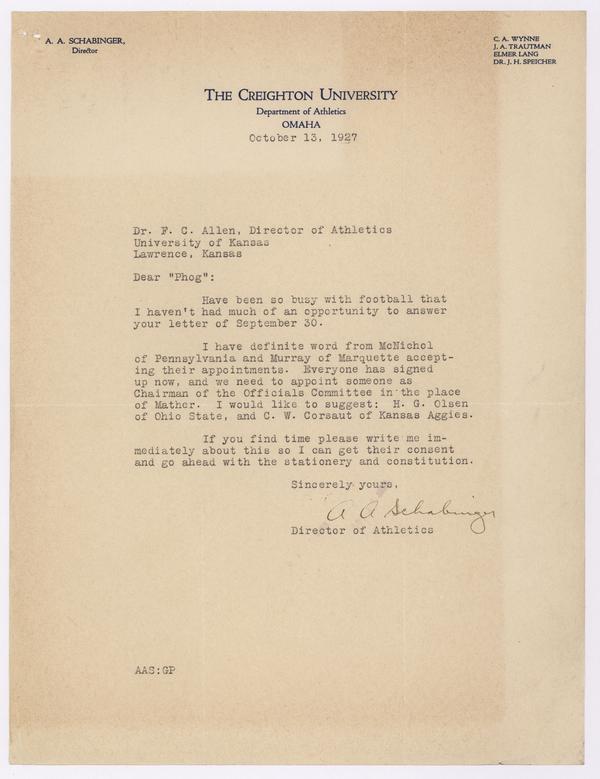 A. A. SCHABINGER,
Director
C. A. WYNNE
J. A. TRAUTMAN
ELMER LANG
DR. J. H. SPEICHER
THE CREIGHTON UNIVERSITY
Department of Athletics
OMAHA
October 13, 1927
Dr. F. C. Allen, Director of Athletics
University of Kansas
Lawrence, Kansas
Dear "Phog":
Have been so busy with football that
I haven't had much of an opportunity to answer
your letter of September 30.
I have definite word from McNichol
of Pennsylvania and Murray of Marquette accept-
ing their appointments. Everyone has signed
up now, and we need to appoint someone as
Chairman of the Officials Committee in the place
of Mather. I would like to suggest: H. G. Olsen
of Ohio State, and C. W. Corsaut of Kansas Aggies.
If you find time please write me im-
mediately about this so I can get their consent
and go ahead with the stationery and constitution.
Sincerely yours,
A A Schabinger
Director of Athletics
AAS:GP